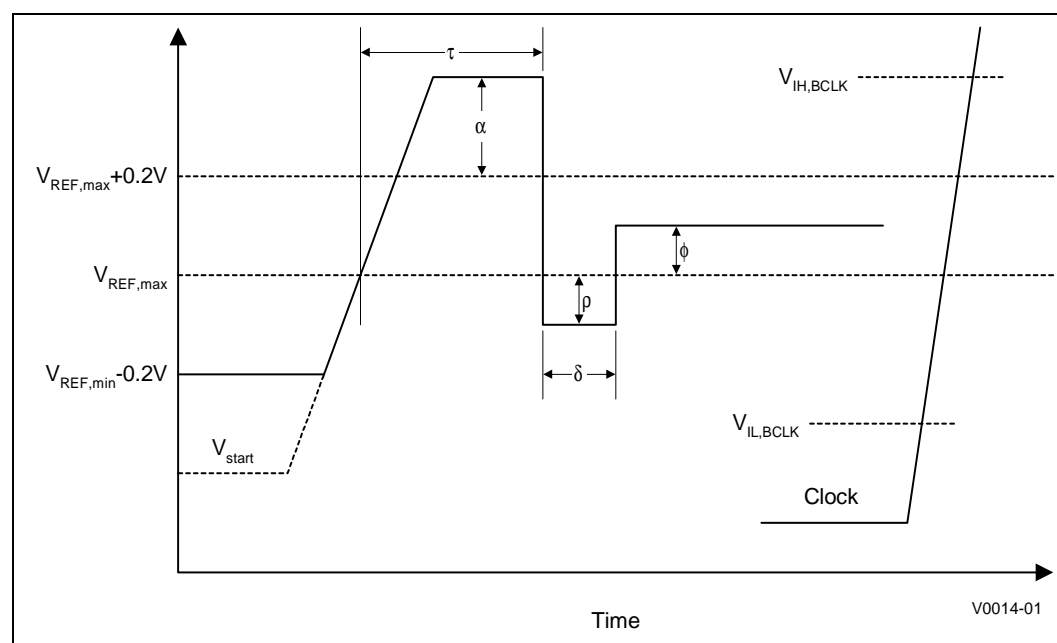 τ
V_IH,BCLK
α
V_REF,max+0.2V
V_REF,max
ϕ
ρ
V_REF,min-0.2V
δ
V_IL,BCLK
V_start
Clock
Time
V0014-01